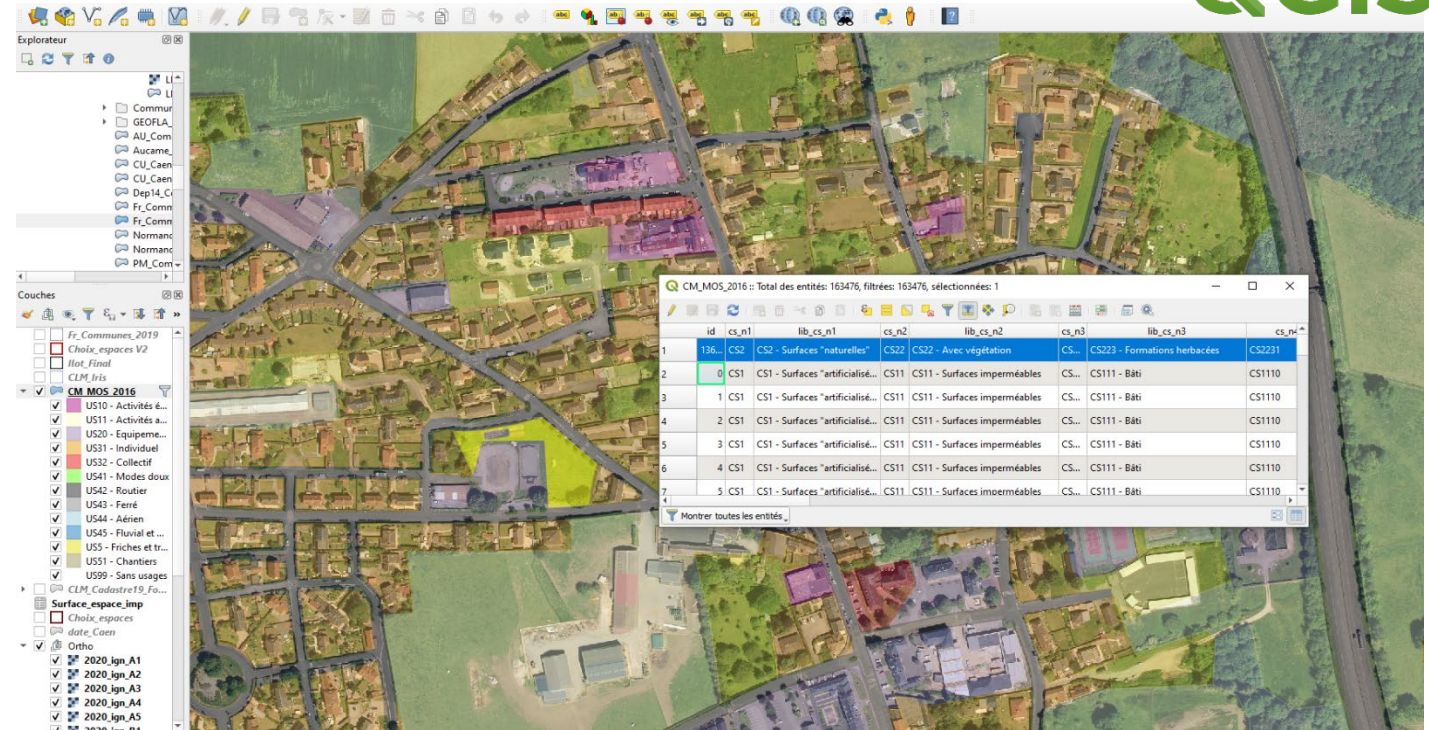 QGIS
Explorateur
Commun
GEOFLA_
AU_Com
Aucame_
CU_Caen
CU_Caen
Dep14_C
Fr_Comm
Fr_Comm
Normand
Normand
PM_Com
Couches
Fr_Communes_2019
Choix_espaces V2
Ilot_Final
CLM_Iris
CM_MOS_2016
US10 - Activités é...
US11 - Activités a...
US20 - Equipeme...
US31 - Individuel
US32 - Collectif
US41 - Modes doux
US42 - Routier
US43 - Ferré
US44 - Aérien
US45 - Fluvial et ...
US5 - Friches et tr...
US51 - Chantiers
US99 - Sans usages
CLM_Cadastre19_Fo...
Surface_espace_imp
Choix_espaces
date_Caen
Ortho
2020_ign_A1
2020_ign_A2
2020_ign_A3
2020_ign_A4
2020_ign_A5
CM_MOS_2016 :: Total des entités: 163476, filtrées: 163476, sélectionnées: 1
id cs_n1 lib_cs_n1 cs_n2 lib_cs_n2 cs_n3 lib_cs_n3 cs_n4
1 136... CS2 CS2 - Surfaces "naturelles" CS22 CS22 - Avec végétation CS... CS223 - Formations herbacées CS2231
2 0 CS1 CS1 - Surfaces "artificialisé... CS11 CS11 - Surfaces imperméables CS... CS111 - Bâti CS1110
3 1 CS1 CS1 - Surfaces "artificialisé... CS11 CS11 - Surfaces imperméables CS... CS111 - Bâti CS1110
4 2 CS1 CS1 - Surfaces "artificialisé... CS11 CS11 - Surfaces imperméables CS... CS111 - Bâti CS1110
5 3 CS1 CS1 - Surfaces "artificialisé... CS11 CS11 - Surfaces imperméables CS... CS111 - Bâti CS1110
6 4 CS1 CS1 - Surfaces "artificialisé... CS11 CS11 - Surfaces imperméables CS... CS111 - Bâti CS1110
7 5 CS1 CS1 - Surfaces "artificialisé... CS11 CS11 - Surfaces imperméables CS... CS111 - Bâti CS1110
Montrer toutes les entités